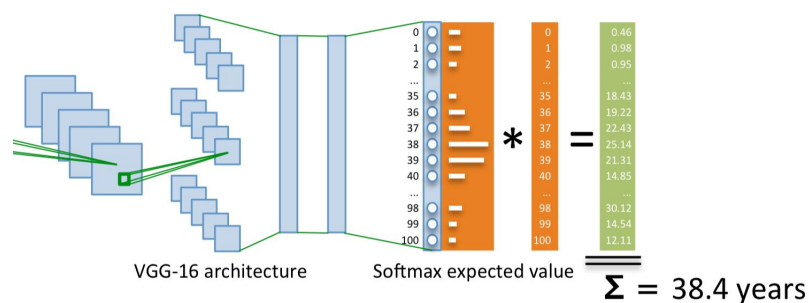 0 0 0.46
1 1 0.98
2 2 0.95
... ... ...
35 35 18.43
36 36 19.22
37 37 22.43
38 * 38 = 25.14
39 39 21.31
40 40 14.85
... ... ...
98 98 30.12
99 99 14.54
100 100 12.11
VGG-16 architecture Softmax expected value
Σ = 38.4 years